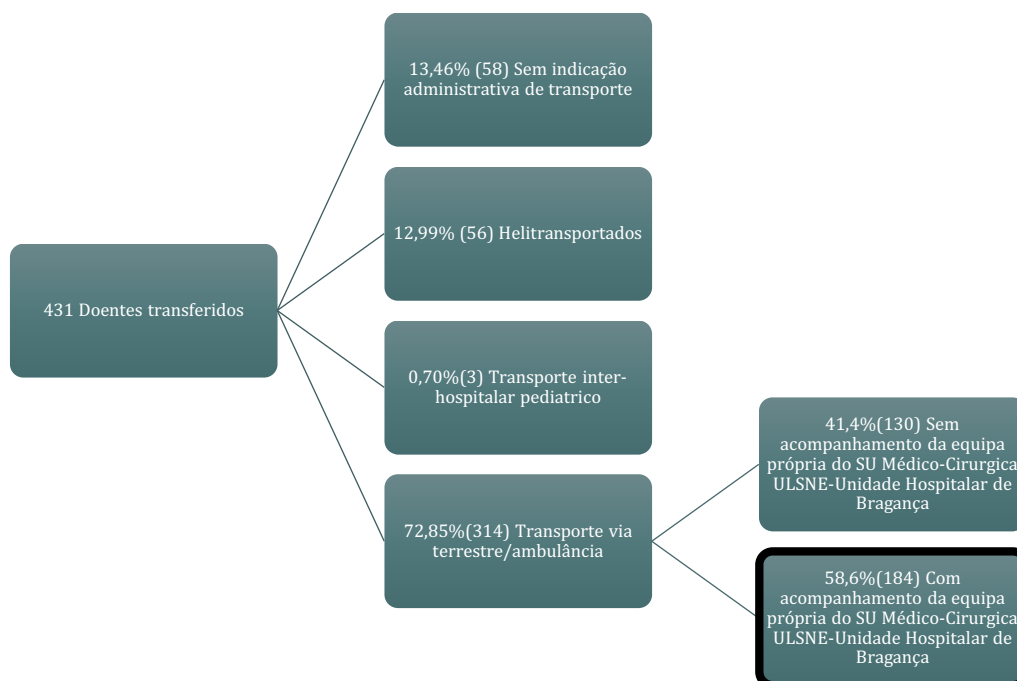 13,46% (58) Sem indicação
administrativa de transporte
12,99% (56) Helitransportados
431 Doentes transferidos
0,70%(3) Transporte inter-
hospitalar pediatrico
72,85%(314) Transporte via
terrestre/ambulância
41,4%(130) Sem
acompanhamento da equipa
própria do SU Médico-Cirurgica
ULSNE-Unidade Hospitalar de
Bragança
58,6%(184) Com
acompanhamento da equipa
própria do SU Médico-Cirurgica
ULSNE-Unidade Hospitalar de
Bragança